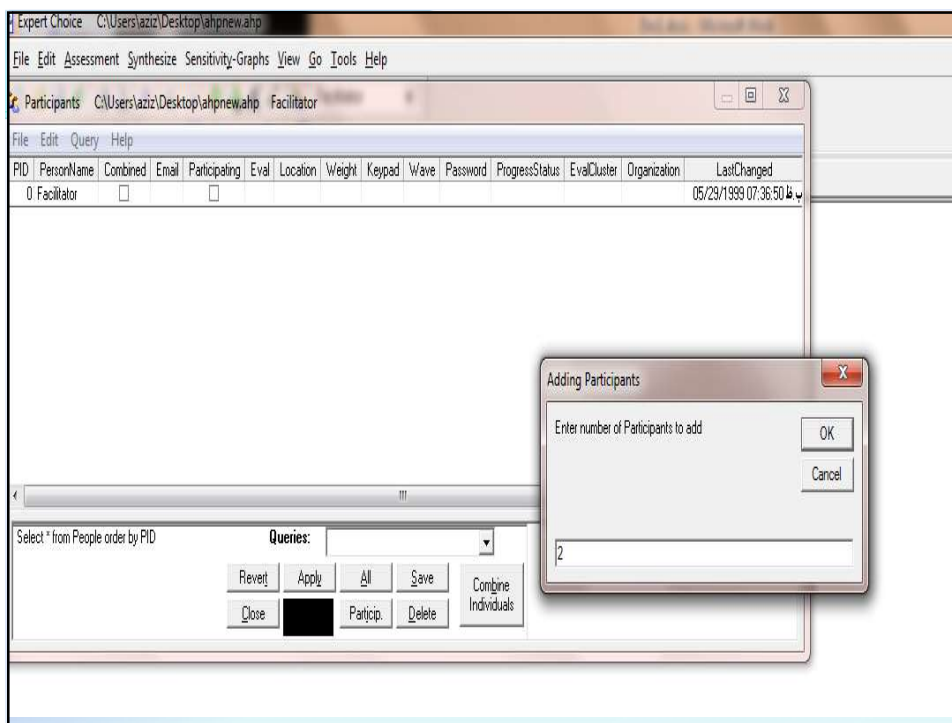 Expert Choice C:\Users\aziz\Desktop\ahpnew.ahp
File Edit Assessment Synthesize Sensitivity-Graphs View Go Tools Help
Participants C:\Users\aziz\Desktop\ahpnew.ahp Facilitator
File Edit Query Help
PID PersonName Combined Email Participating Eval Location Weight Keypad Wave Password ProgressStatus EvalCluster Organization LastChanged
0 Facilitator 05/29/1999 07:36:50 ب.ظ
Adding Participants
Enter number of Participants to add
OK
Cancel
2
Select * from People order by PID
Queries:
Revert Apply All Save
Combine Individuals
Close Particip. Delete